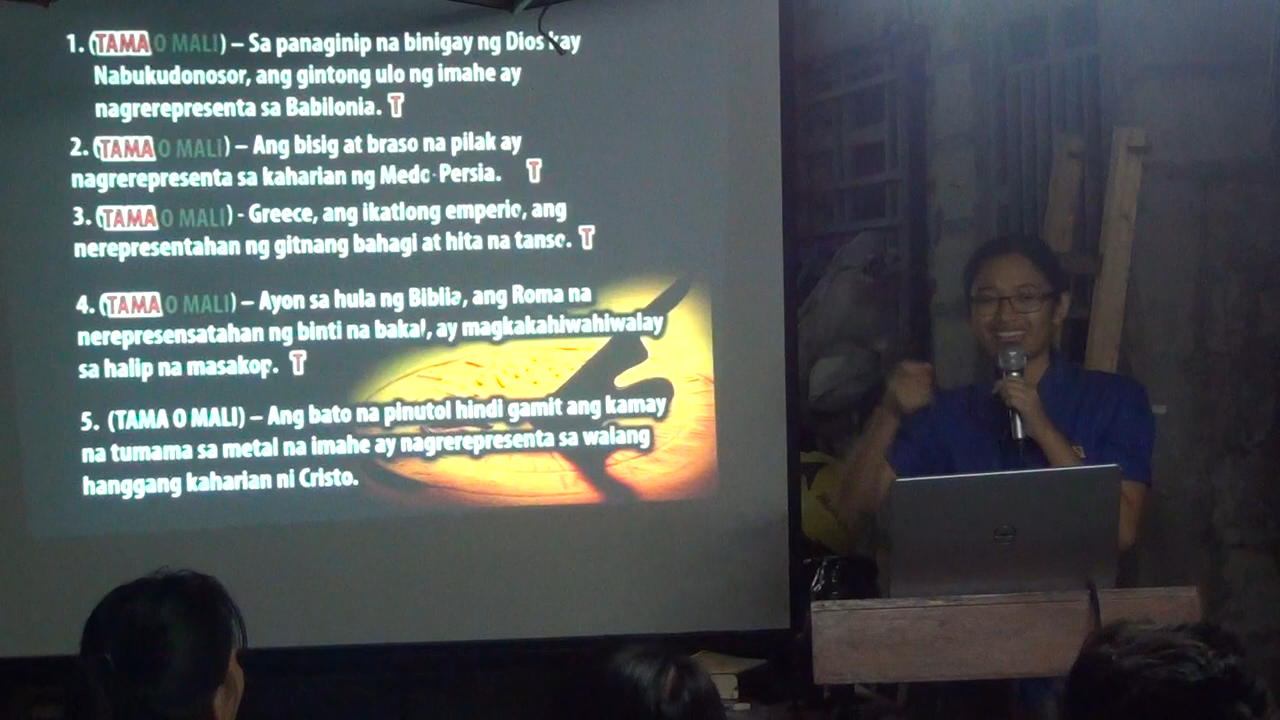 1. (TAMA O MALI) – Sa panaginip na binigay ng Dios kay
Nabukudonosor, ang gintong ulo ng imahe ay
nagrerepresenta sa Babilonia. T
2. (TAMA O MALI) – Ang bisig at braso na pilak ay
nagrerepresenta sa kaharian ng Medo-Persia. T
3. (TAMA O MALI) - Greece, ang ikatlong emperio, ang
nerepresentahan ng gitnang bahagi at hita na tanso. T
4. (TAMA O MALI) – Ayon sa hula ng Biblia, ang Roma na
nerepresensatahan ng binti na bakal, ay magkakahiwahiwalay
sa halip na masakop. T
5. (TAMA O MALI) – Ang bato na pinutol hindi gamit ang kamay
na tumama sa metal na imahe ay nagrerepresenta sa walang
hanggang kaharian ni Cristo.
DELL